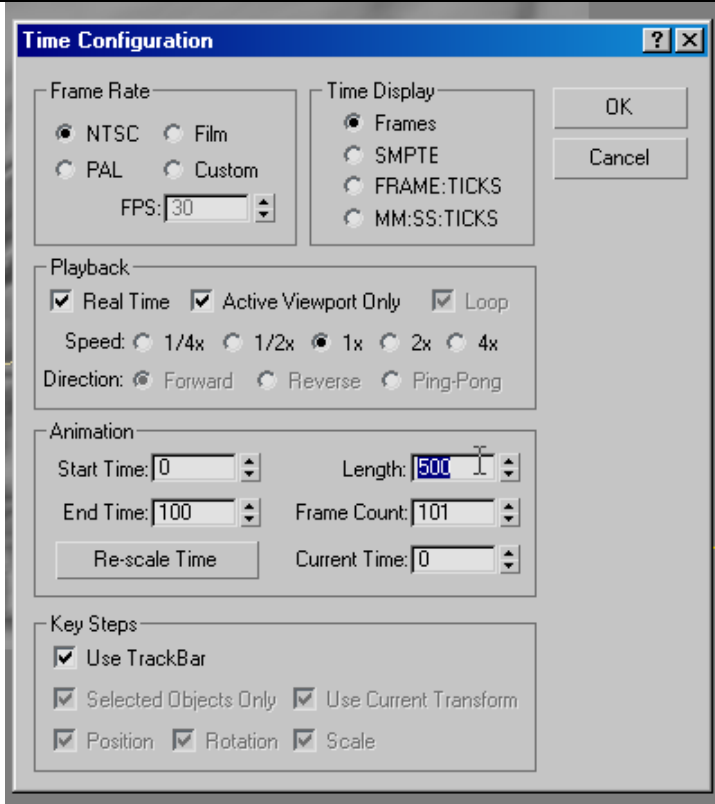 Time Configuration
Frame Rate
NTSC Film
PAL Custom
FPS: 30
Time Display
Frames
SMPTE
FRAME:TICKS
MM:SS:TICKS
OK
Cancel
Playback
Real Time Active Viewport Only Loop
Speed: 1/4x 1/2x 1x 2x 4x
Direction: Forward Reverse Ping-Pong
Animation
Start Time: 0 Length: 500
End Time: 100 Frame Count: 101
Re-scale Time Current Time: 0
Key Steps
Use TrackBar
Selected Objects Only Use Current Transform
Position Rotation Scale